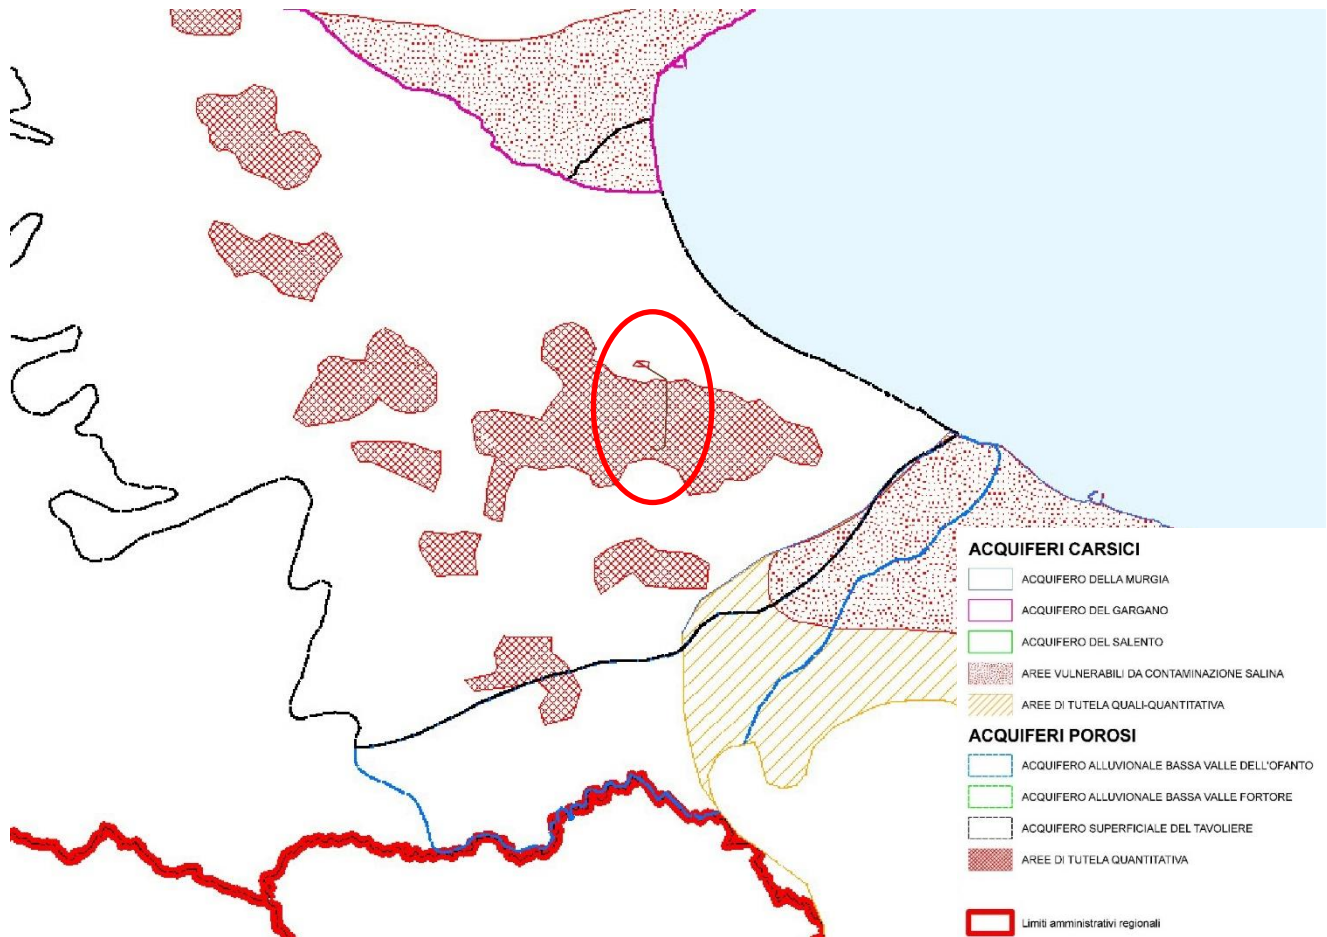 ACQUIFERI CARSICI
ACQUIFERO DELLA MURGIA
ACQUIFERO DEL GARGANO
ACQUIFERO DEL SALENTO
AREE VULNERABILI DA CONTAMINAZIONE SALINA
AREE DI TUTELA QUALI-QUANTITATIVA
ACQUIFERI POROSI
ACQUIFERO ALLUVIONALE BASSA VALLE DELL'OFANTO
ACQUIFERO ALLUVIONALE BASSA VALLE FORTORE
ACQUIFERO SUPERFICIALE DEL TAVOLIERE
AREE DI TUTELA QUANTITATIVA
Limiti amministrativi regionali